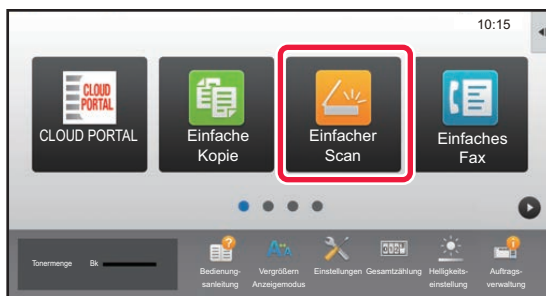 10:15
CLOUD
PORTAL
CLOUD PORTAL
Einfache
Kopie
Einfacher
Scan
Einfaches
Fax
Tonermenge Bk
Bedienung-
sanleitung
Vergrößern
Anzeigemodus
Einstellungen
Gesamtzählung
Helligkeits-
einstellung
Auftrags-
verwaltung